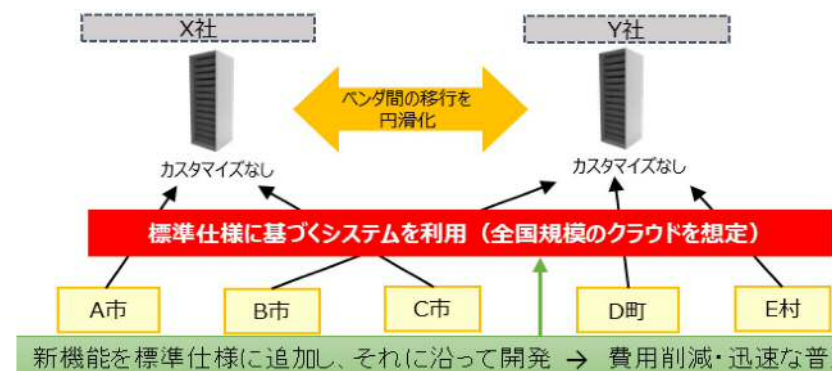 X社
Y社
ベンダ間の移行を
円滑化
カスタマイズなし
カスタマイズなし
標準仕様に基づくシステムを利用（全国規模のクラウドを想定）
A市
B市
C市
D町
E村
新機能を標準仕様に追加し、それに沿って開発 → 費用削減・迅速な普